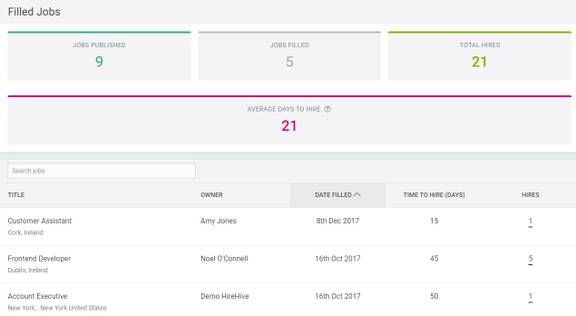 Filled Jobs
JOBS PUBLISHED
9
JOBS FILLED
5
TOTAL HIRES
21
AVERAGE DAYS TO HIRE ?
21
Search jobs
TITLE OWNER DATE FILLED TIME TO HIRE (DAYS) HIRES
Customer Assistant Amy Jones 8th Dec 2017 15 1
Cork, Ireland
Frontend Developer Noel O'Connell 16th Oct 2017 45 5
Dublin, Ireland
Account Executive Demo HireHive 16th Oct 2017 50 1
New York,, New York United States